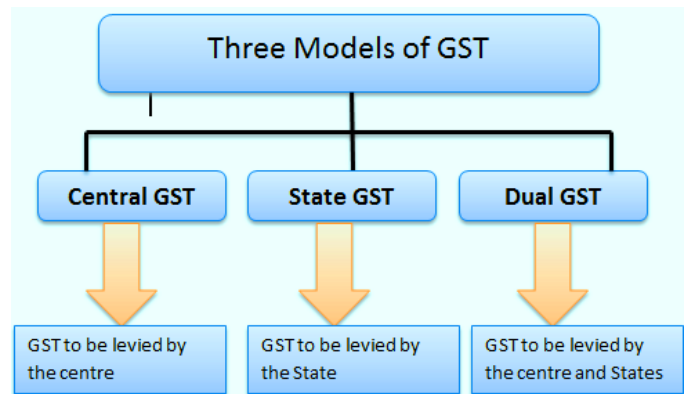 Three Models of GST
Central GST
State GST
Dual GST
GST to be levied by
the centre
GST to be levied by
the State
GST to be levied by
the centre and States